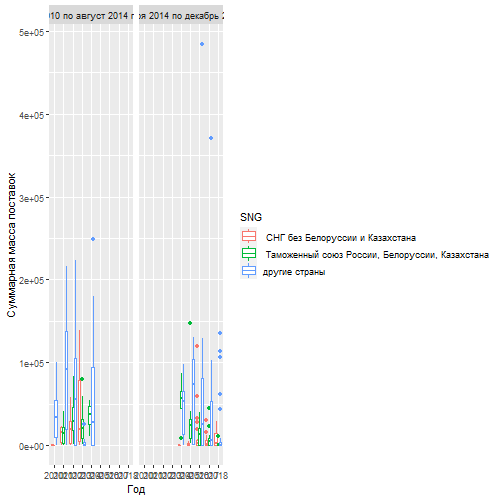 010 по август 2014 г
ря 2014 по декабрь 2
5e+05
4e+05
3e+05
2e+05
1e+05
0e+00
Суммарная масса поставок
Год
SNG
СНГ без Белоруссии и Казахстана
Таможенный союз России, Белоруссии, Казахстана
другие страны